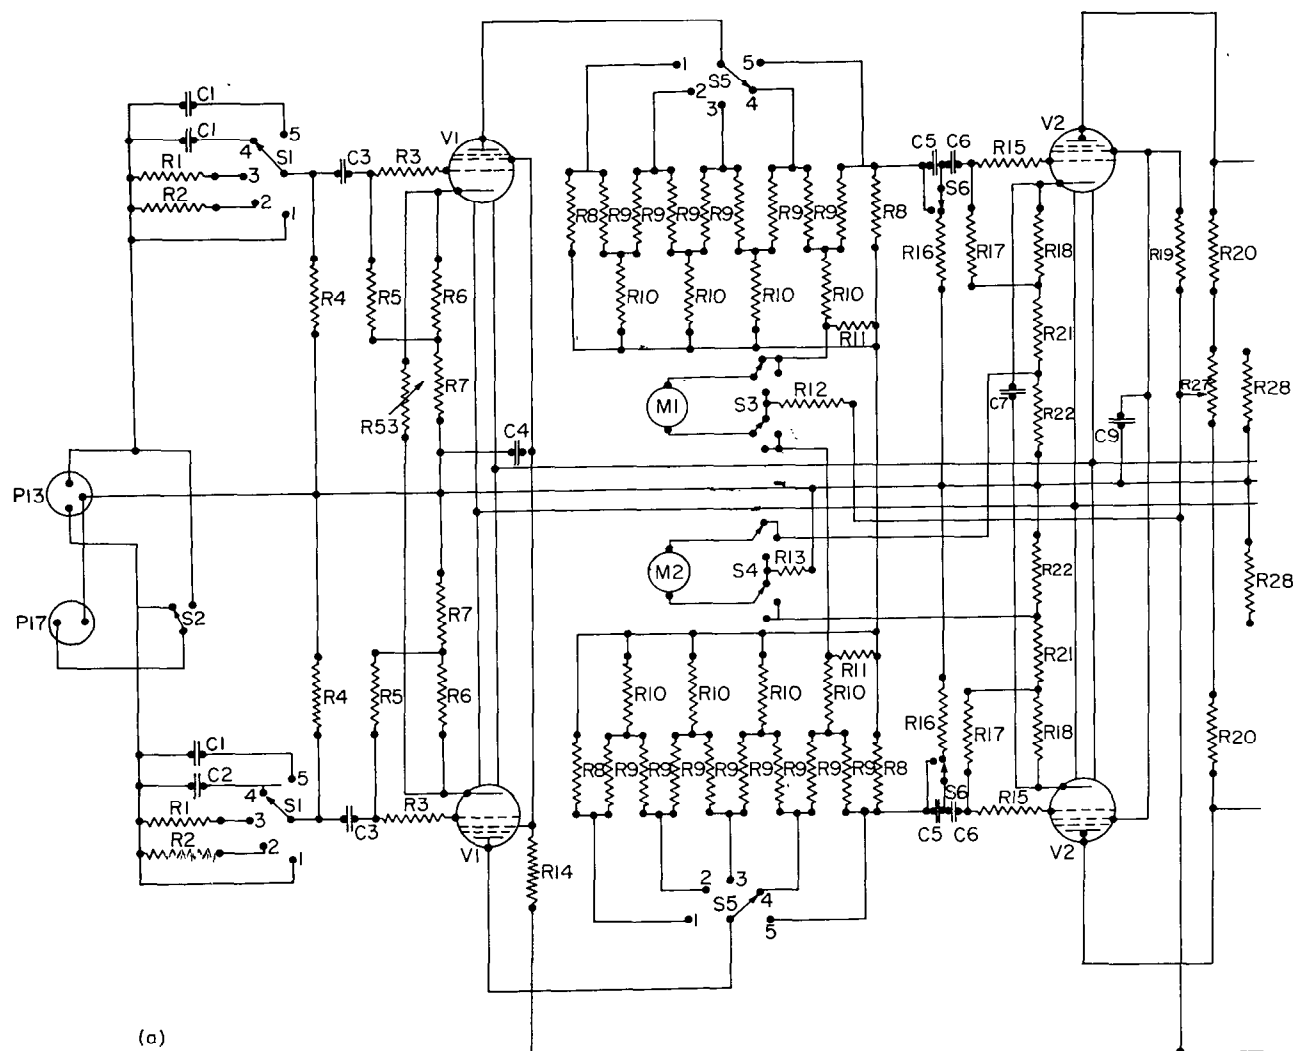 1 S5 5
2 3 4
C1 5
C1 4 S1
R1 3
R2 2
1
C3 R3 V1
C5 C6 R15 V2
S6
R8 R9 R9 R9 R9 R9 R8
R16 R17 R18 R19 R20
R4 R5 R6
R10 R10 R10 R10
R11
R21
R7
R53
M1 S3 R12
C7 R22 C9 R27 R28
C4
P13
M2 S4 R13
R22 R28
P17 S2
R7
R21
R4 R5 R6
R10 R10 R10 R10 R11
R16 R17 R18 R20
C1 5
C2 4 S1
R1 3
R2 2
1
C3 R3 V1
R8 R9 R9 R9 R9 R9 R9 R8
S6 R15
C5 C6 V2
R14
2 3 4
1 S5 5
(a)